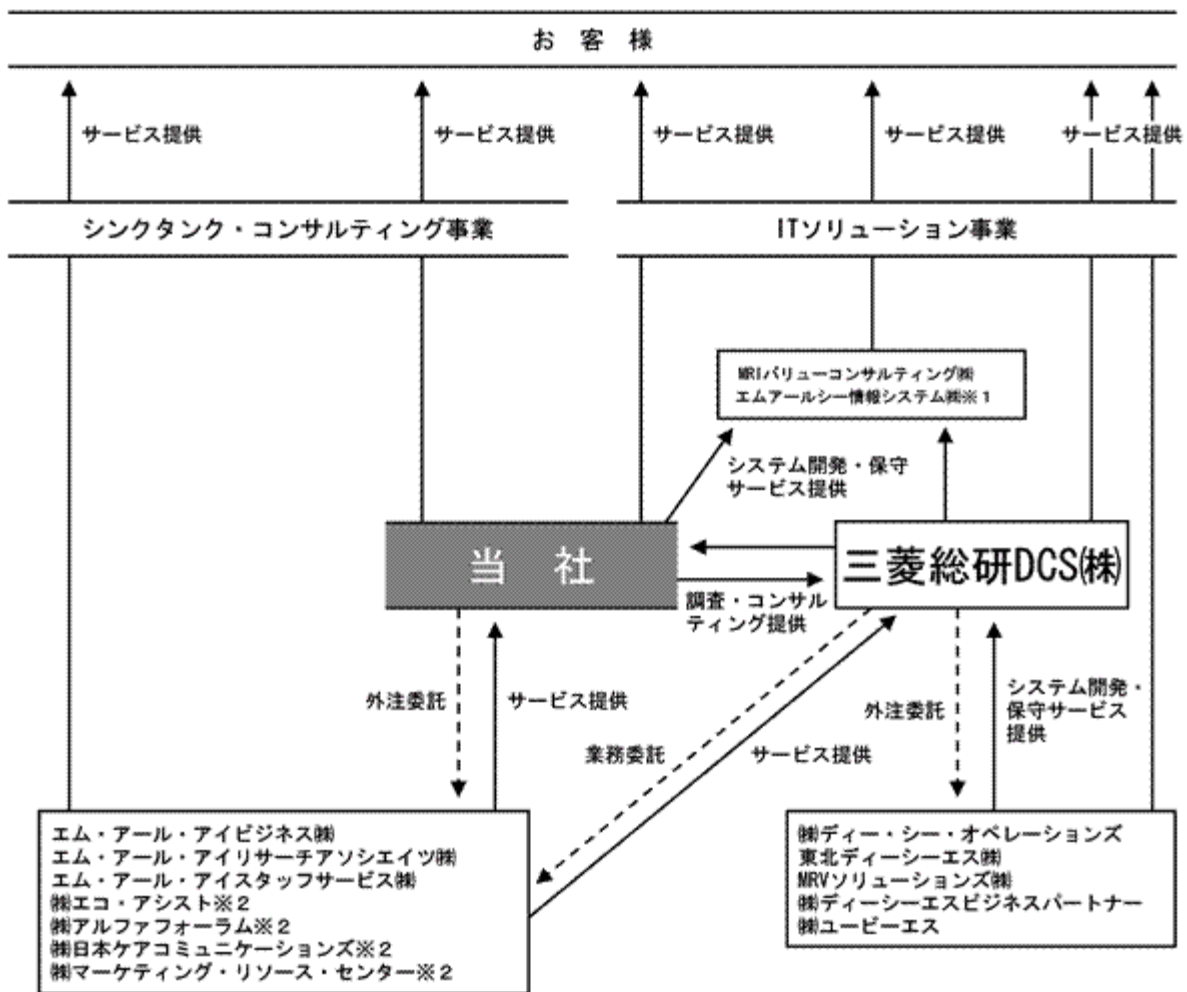 お 客 様
サービス提供
サービス提供
サービス提供
サービス提供
サービス提供
シンクタンク・コンサルティング事業
ITソリューション事業
MRIバリューコンサルティング㈱
エムアールシー情報システム㈱※1
システム開発・保守
サービス提供
当 社
三菱総研DCS㈱
調査・コンサル
ティング提供
外注委託
サービス提供
業務委託
サービス提供
外注委託
システム開発・
保守サービス
提供
エム・アール・アイビジネス㈱
エム・アール・アイリサーチアソシエイツ㈱
エム・アール・アイスタッフサービス㈱
㈱エコ・アシスト※2
㈱アルファフォーラム※2
㈱日本ケアコミュニケーションズ※2
㈱マーケティング・リソース・センター※2
㈱ディー・シー・オペレーションズ
東北ディーシーエス㈱
MRVソリューションズ㈱
㈱ディーシーエスビジネスパートナー
㈱ユービーエス